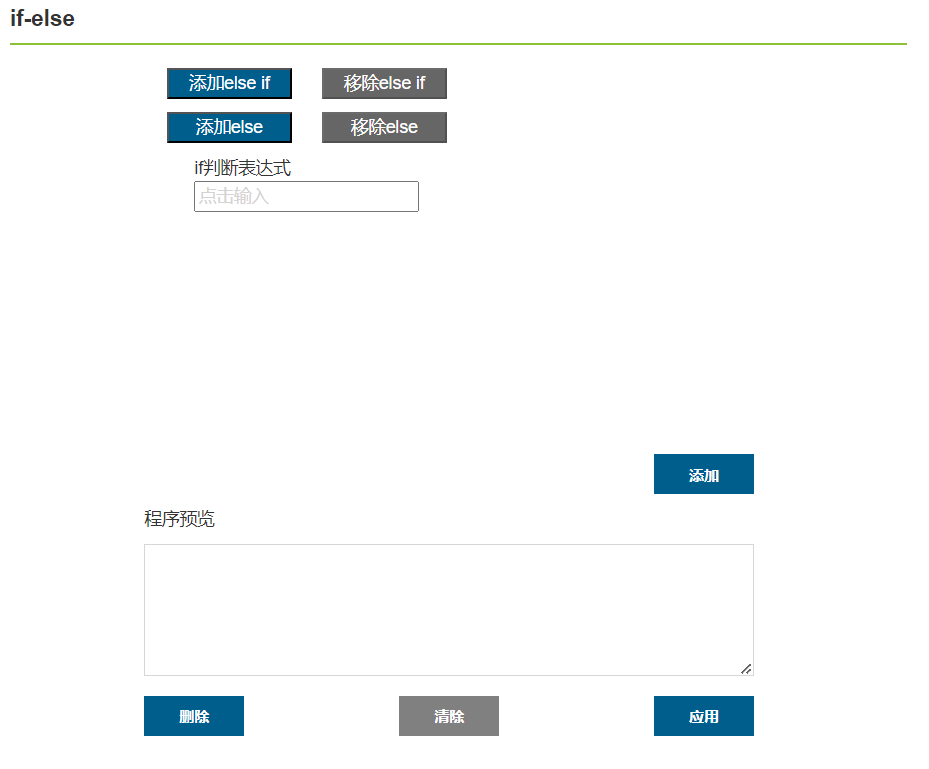 if-else
添加else if 移除else if
添加else 移除else
if判断表达式
点击输入
添加
程序预览
删除 清除 应用